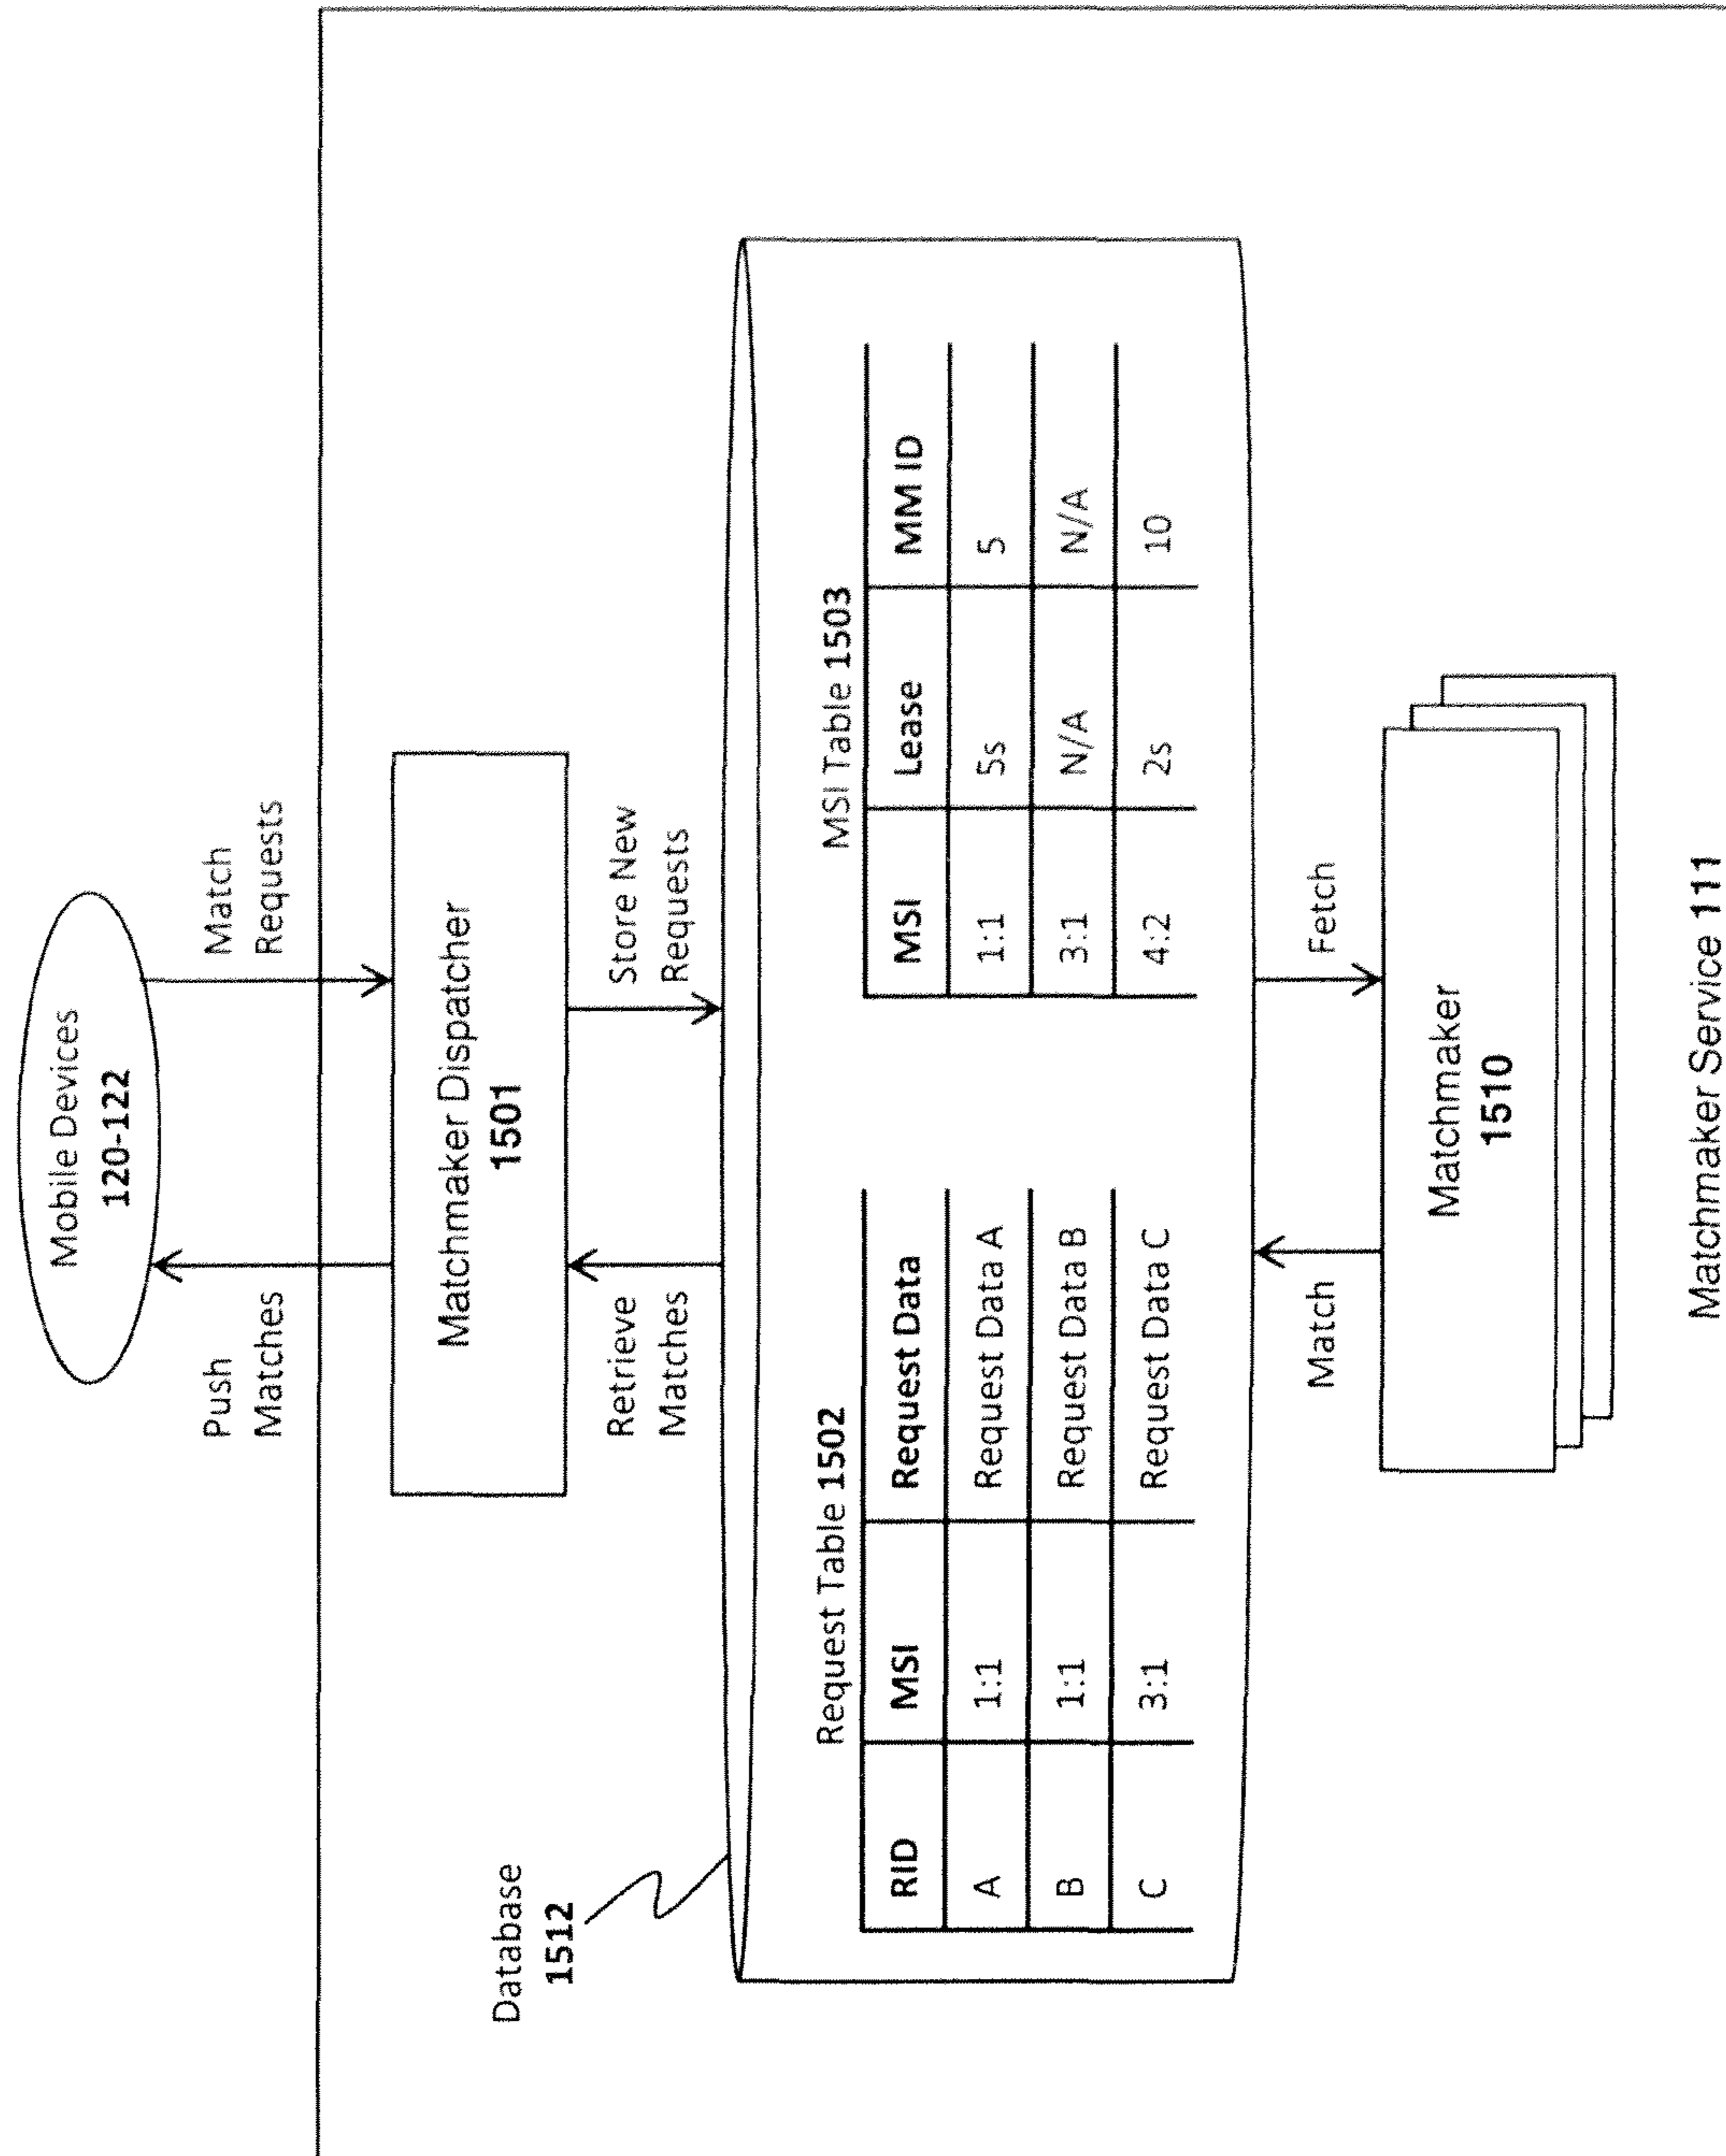 Mobile Devices
120-122
Push
Matches
Match
Requests
Matchmaker Dispatcher
1501
Retrieve
Matches
Store New
Requests
Database
1512
Request Table 1502
RID MSI Request Data
A 1:1 Request Data A
B 1:1 Request Data B
C 3:1 Request Data C
MSI Table 1503
MSI Lease MM ID
1:1 5s 5
3:1 N/A N/A
4:2 2s 10
Match
Fetch
Matchmaker
1510
Matchmaker Service 111